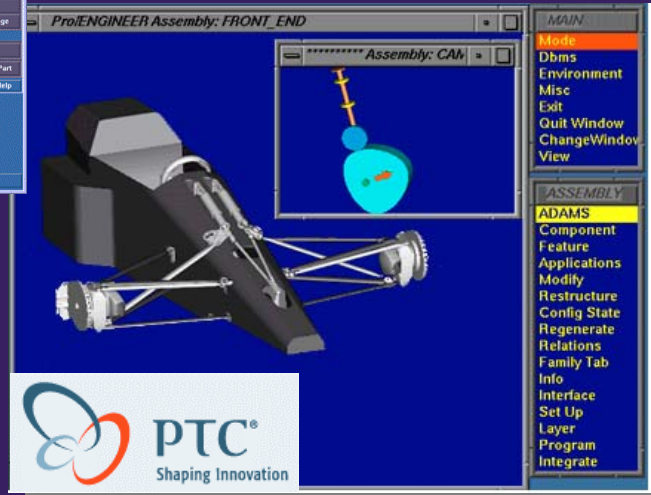 ge
Part
Help
Pro/ENGINEER Assembly: FRONT_END
********** Assembly: CAM
MAIN
Mode
Dbms
Environment
Misc
Exit
Quit Window
ChangeWindow
View
ASSEMBLY
ADAMS
Component
Feature
Applications
Modify
Restructure
Config State
Regenerate
Relations
Family Tab
Info
Interface
Set Up
Layer
Program
Integrate
PTC®
Shaping Innovation